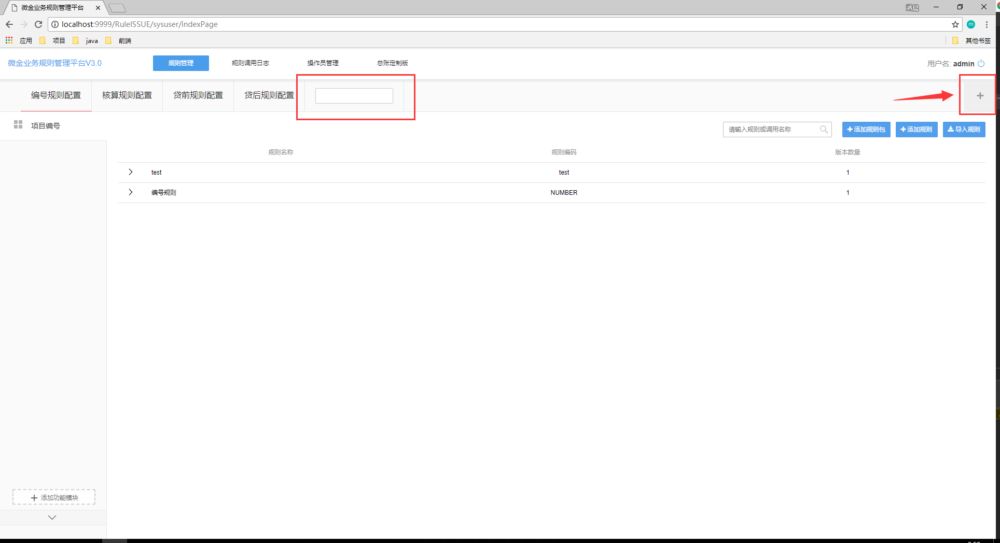 微金业务规则管理平台
涵晨
localhost:9999/RuleISSUE/sysuser/indexPage
应用 项目 java 前端 其他书签
微金业务规则管理平台V3.0 规则管理 规则调用日志 操作员管理 总账定制版 用户名: admin
编号规则配置 核算规则配置 贷前规则配置 贷后规则配置
项目编号 请输入规则或调用名称 添加规则包 添加规则 导入规则
规则名称 规则编码 版本数量
test test 1
编号规则 NUMBER 1
添加功能模块